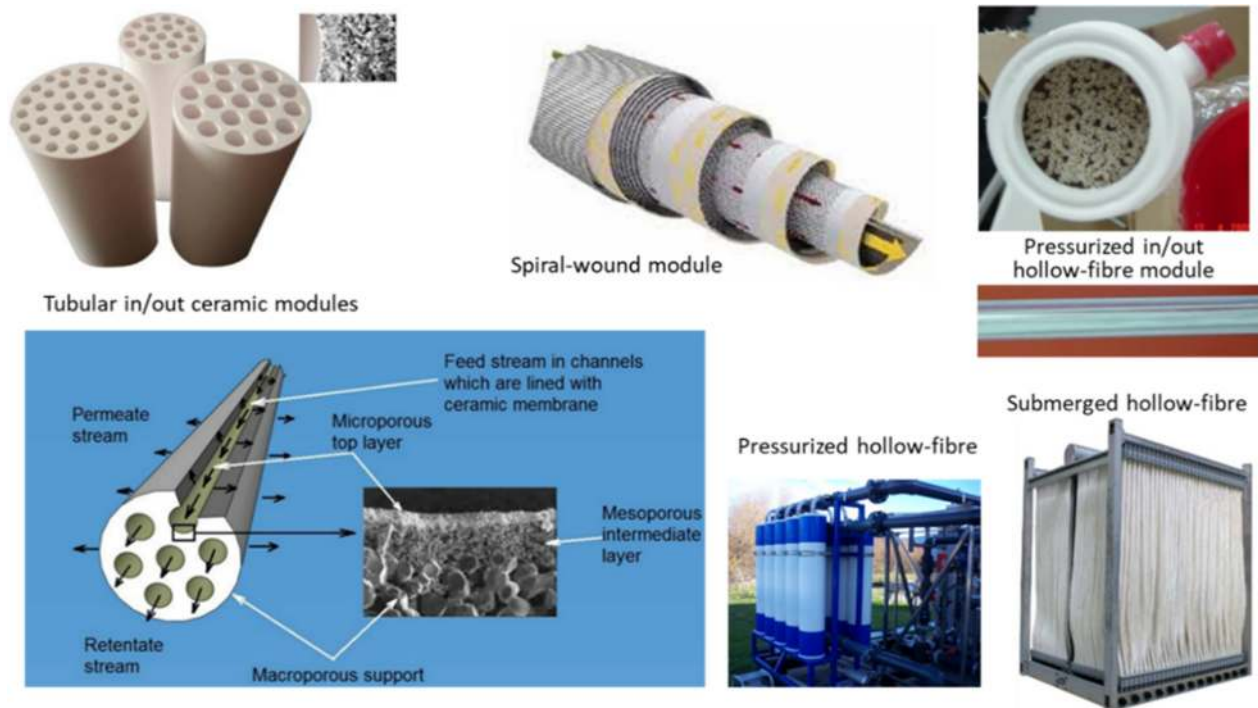 Spiral-wound module
Pressurized in/out
hollow-fibre module
Tubular in/out ceramic modules
Feed stream in channels
which are lined with
ceramic membrane
Permeate
stream
Microporous
top layer
Mesoporous
intermediate
layer
Retentate
stream
Macroporous support
Pressurized hollow-fibre
Submerged hollow-fibre